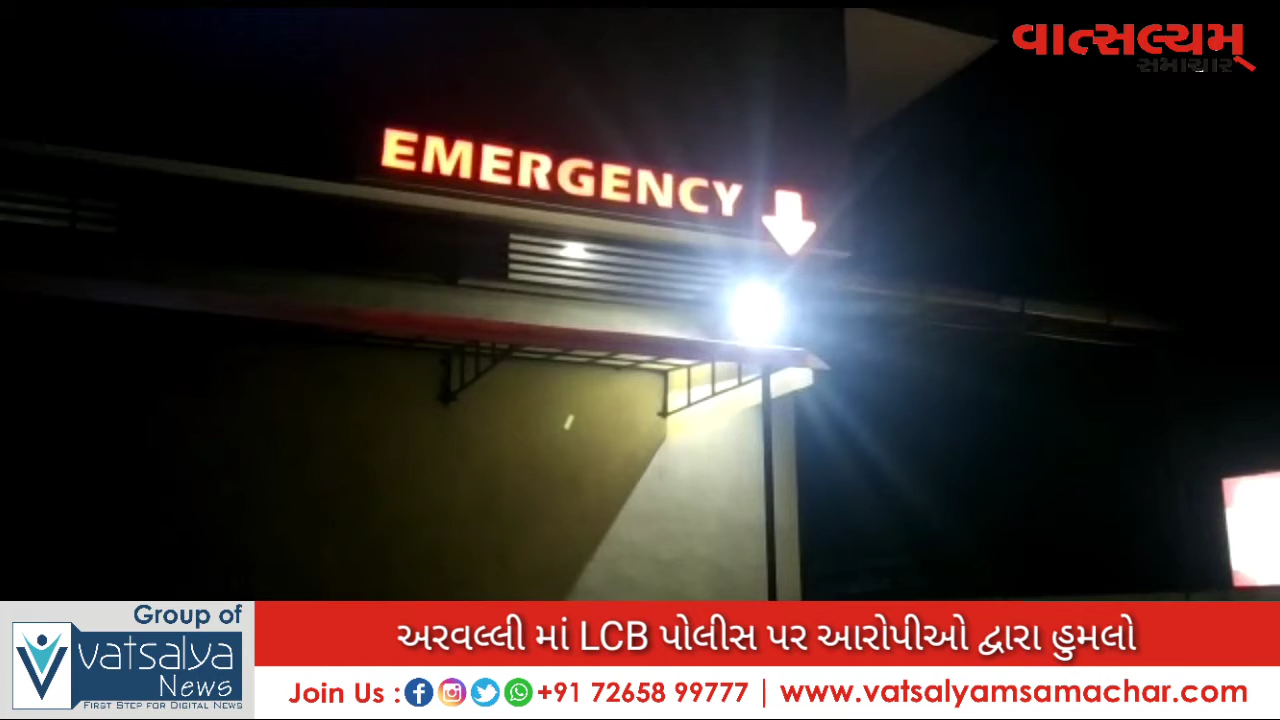 વાત્સલ્યમ્
સમાચાર
EMERGENCY
Group of
vatsalya
News
FIRST STEP FOR DIGITAL NEWS
અરવલ્લી માં LCB પોલીસ પર આરોપીઓ દ્વારા હુમલો
Join Us : +91 72658 99777 | www.vatsalyamsamachar.com